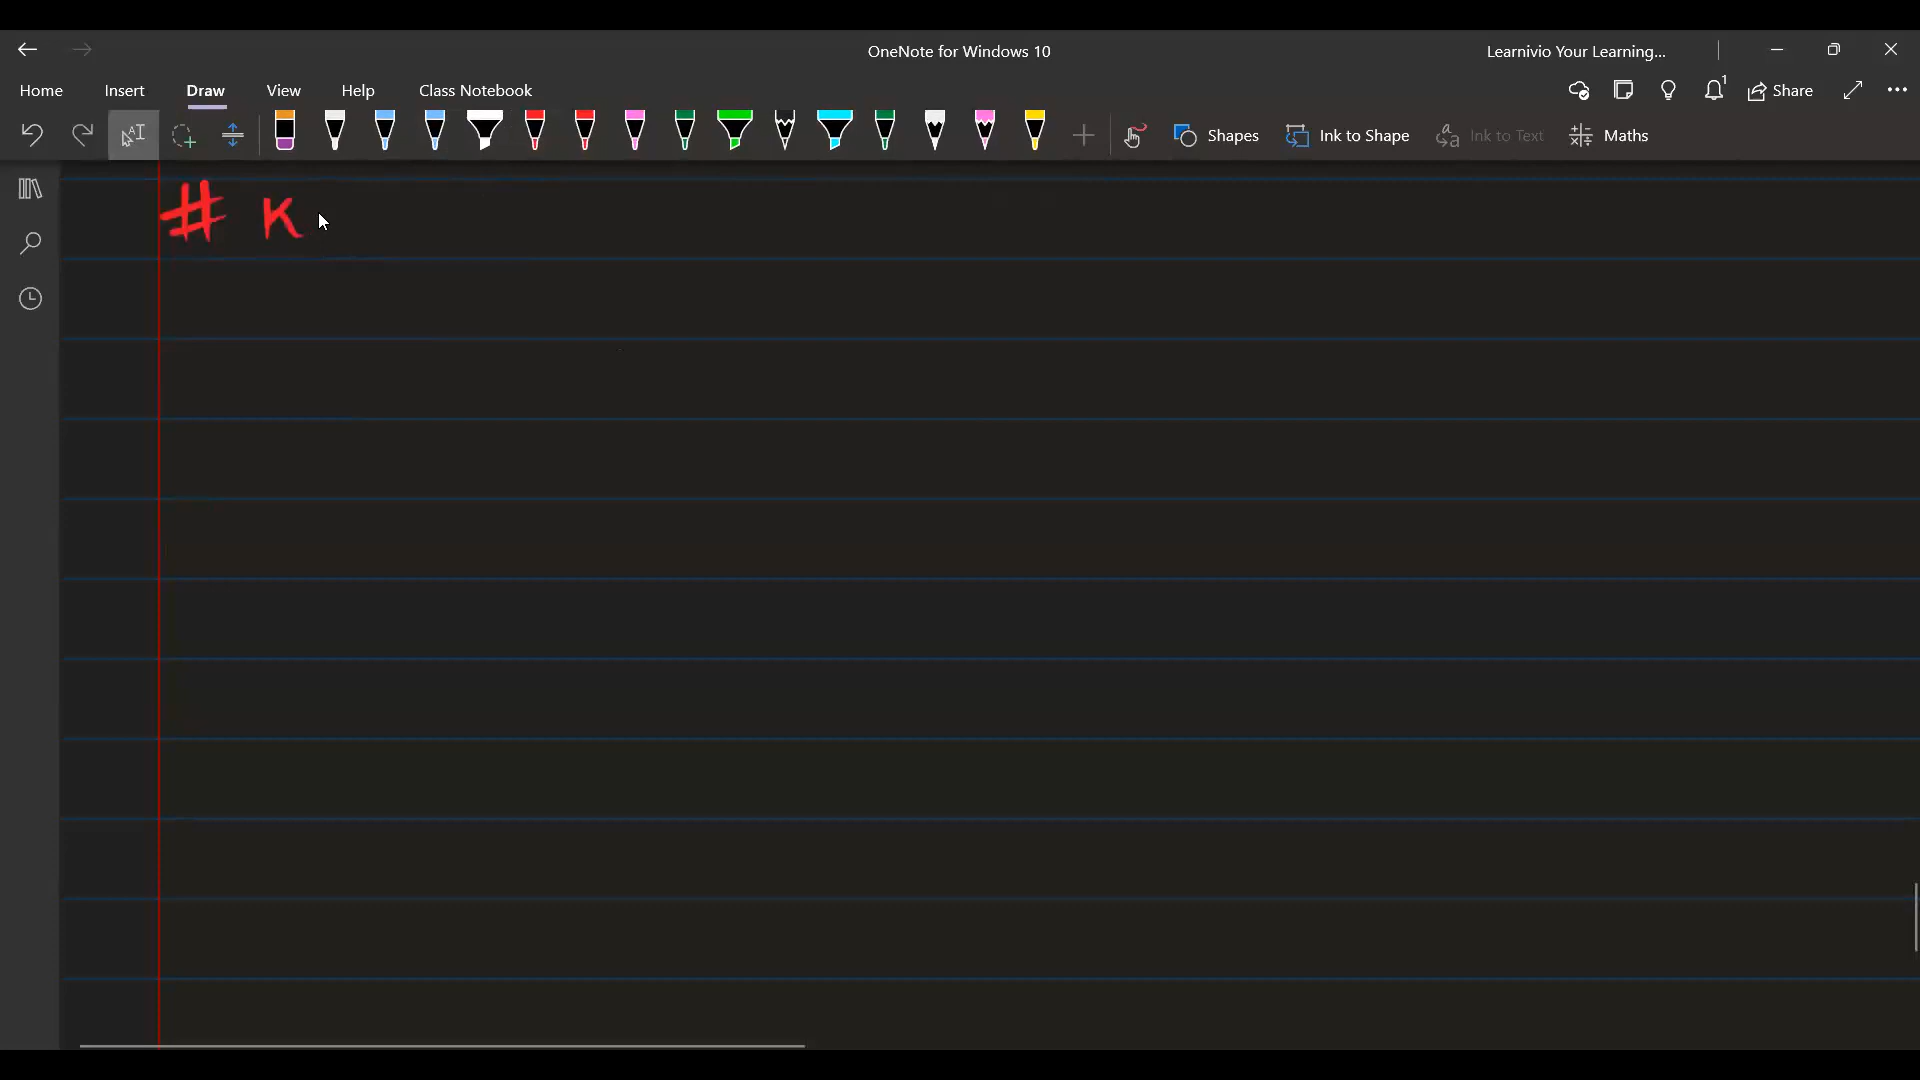 OneNote for Windows 10
Learnivio Your Learning...
Home Insert Draw View Help Class Notebook
1 Share
Shapes Ink to Shape Ink to Text Maths
# K